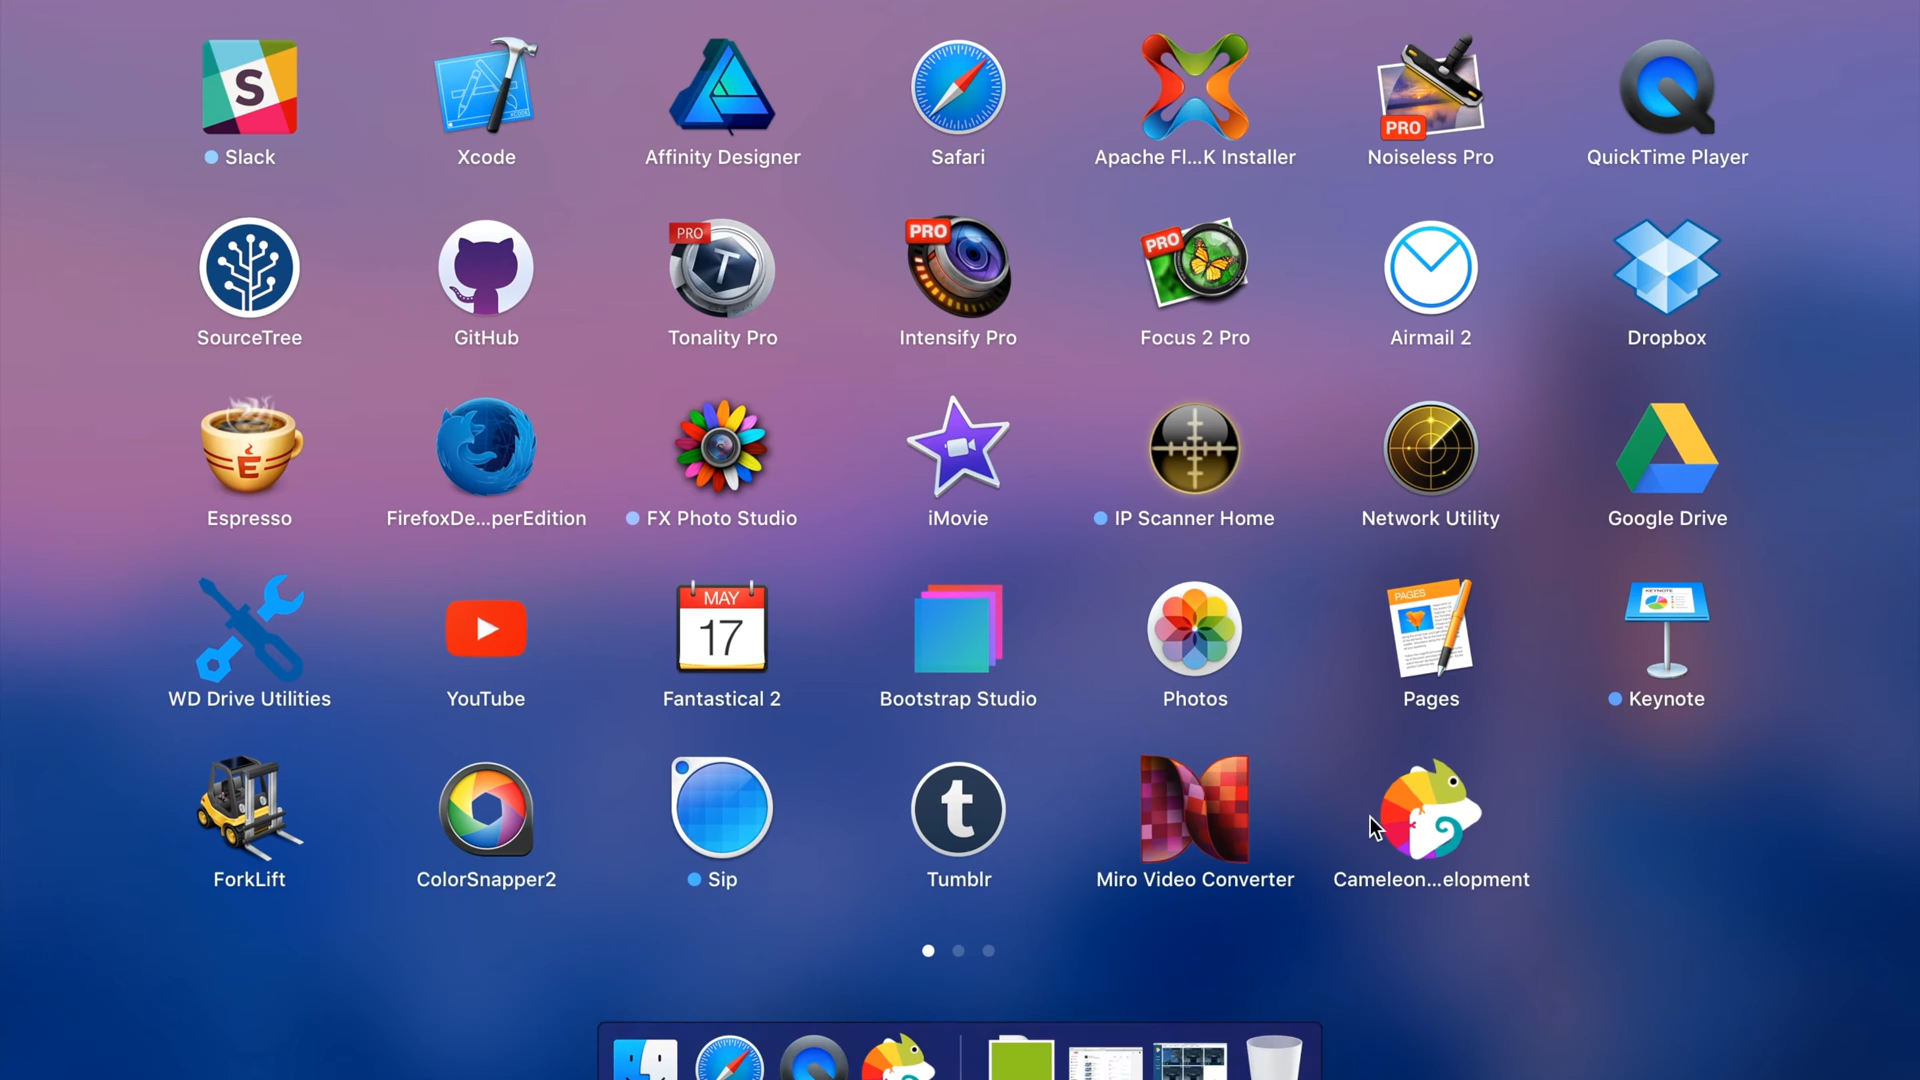 S
XCODE
PRO
Slack
Xcode
Affinity Designer
Safari
Apache Fl...K Installer
Noiseless Pro
QuickTime Player
PRO
T
PRO
PRO
SourceTree
GitHub
Tonality Pro
Intensify Pro
Focus 2 Pro
Airmail 2
Dropbox
E
Espresso
FirefoxDe...perEdition
FX Photo Studio
iMovie
IP Scanner Home
Network Utility
Google Drive
MAY
17
PAGES
KEYNOTE
WD Drive Utilities
YouTube
Fantastical 2
Bootstrap Studio
Photos
Pages
Keynote
t
ForkLift
ColorSnapper2
Sip
Tumblr
Miro Video Converter
Cameleon...elopment